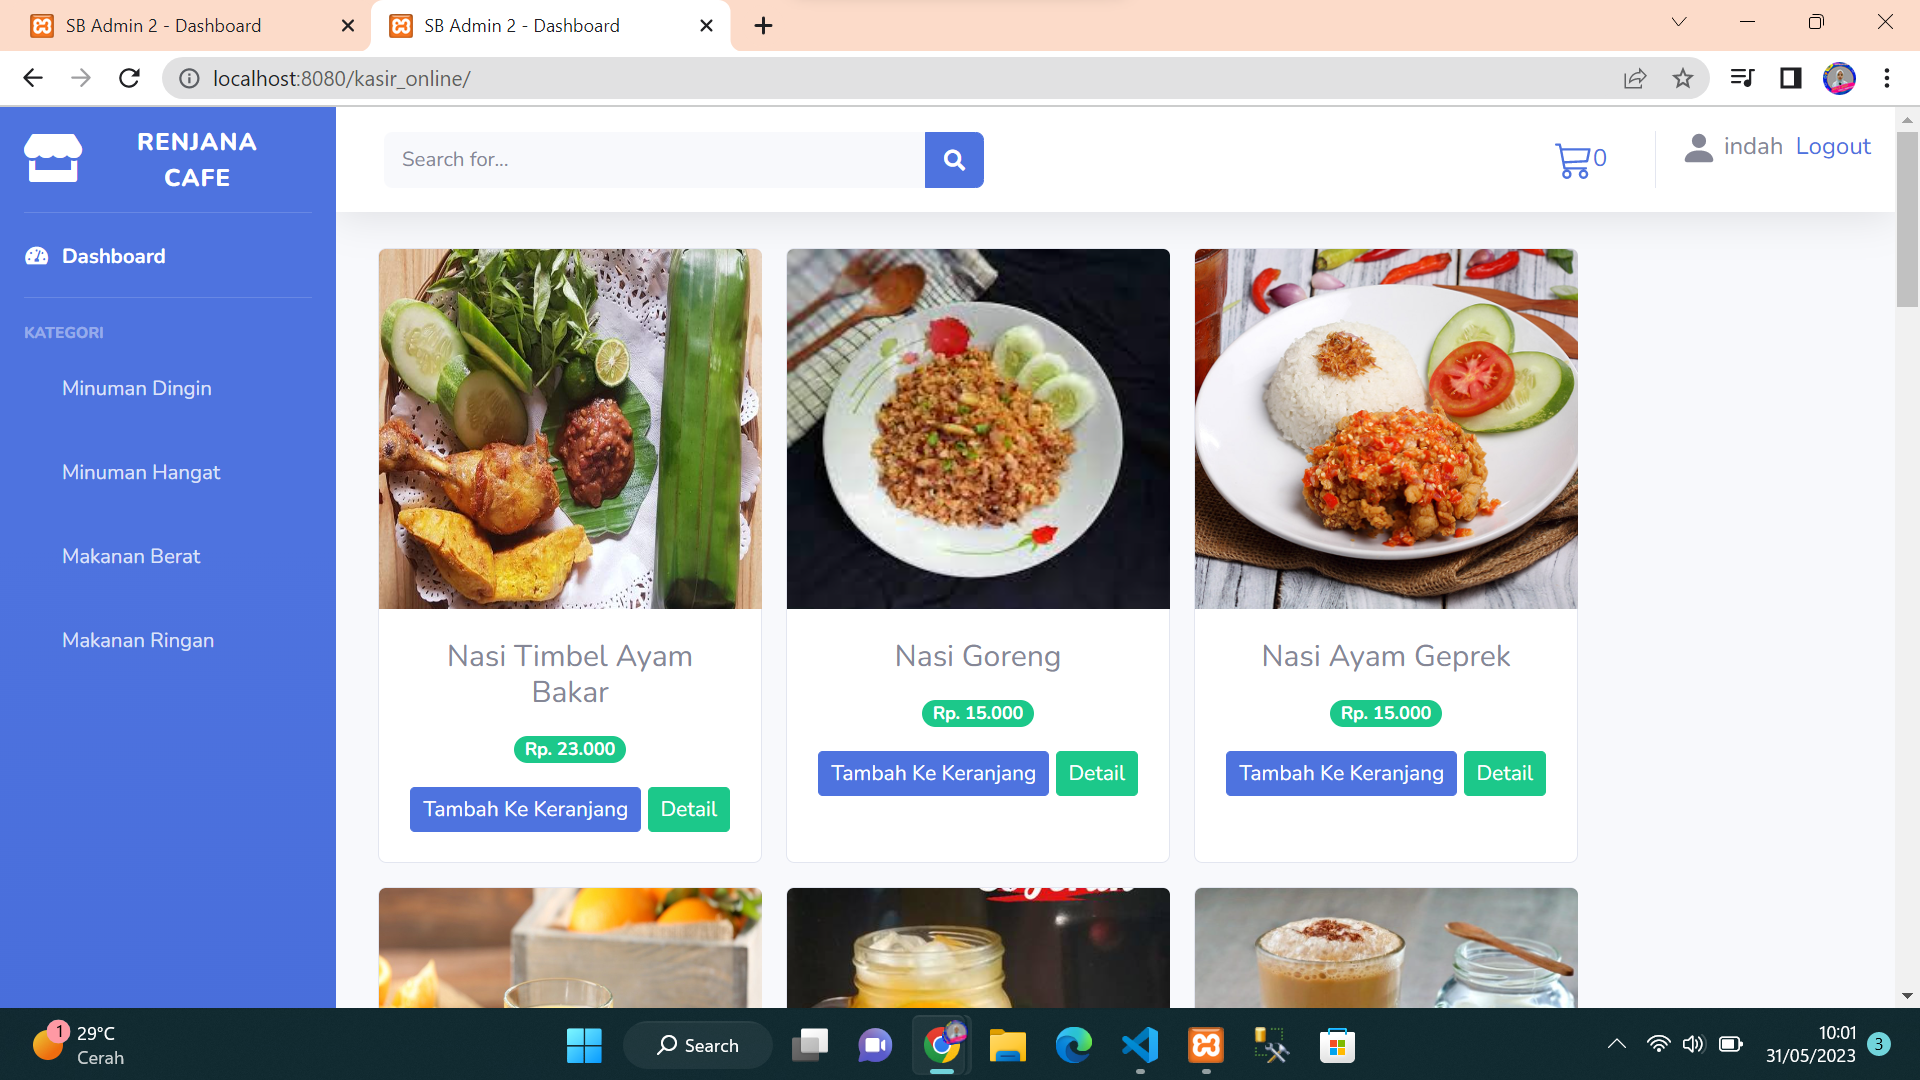 SB Admin 2 - Dashboard
SB Admin 2 - Dashboard
localhost:8080/kasir_online/
RENJANA
CAFE
Search for...
0
indah Logout
Dashboard
KATEGORI
Minuman Dingin
Minuman Hangat
Makanan Berat
Makanan Ringan
Nasi Timbel Ayam
Bakar
Rp. 23.000
Tambah Ke Keranjang Detail
Nasi Goreng
Rp. 15.000
Tambah Ke Keranjang Detail
Nasi Ayam Geprek
Rp. 15.000
Tambah Ke Keranjang Detail
1
29°C
Cerah
Search
10:01
31/05/2023
3